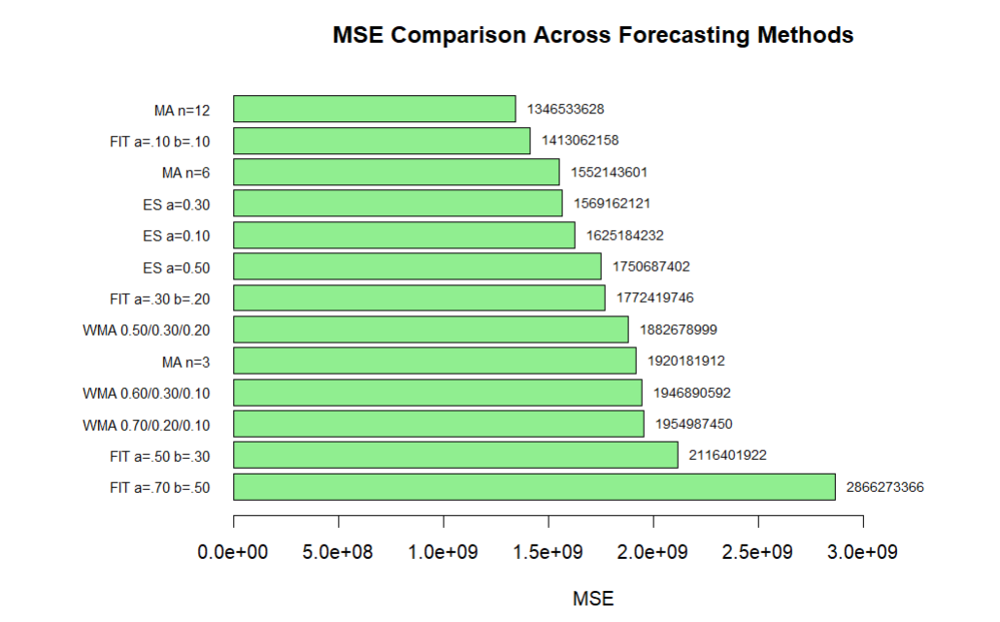 MSE Comparison Across Forecasting Methods
MA n=12 1346533628
FIT a=.10 b=.10 1413062158
MA n=6 1552143601
ES a=0.30 1569162121
ES a=0.10 1625184232
ES a=0.50 1750687402
FIT a=.30 b=.20 1772419746
WMA 0.50/0.30/0.20 1882678999
MA n=3 1920181912
WMA 0.60/0.30/0.10 1946890592
WMA 0.70/0.20/0.10 1954987450
FIT a=.50 b=.30 2116401922
FIT a=.70 b=.50 2866273366
0.0e+00 5.0e+08 1.0e+09 1.5e+09 2.0e+09 2.5e+09 3.0e+09
MSE